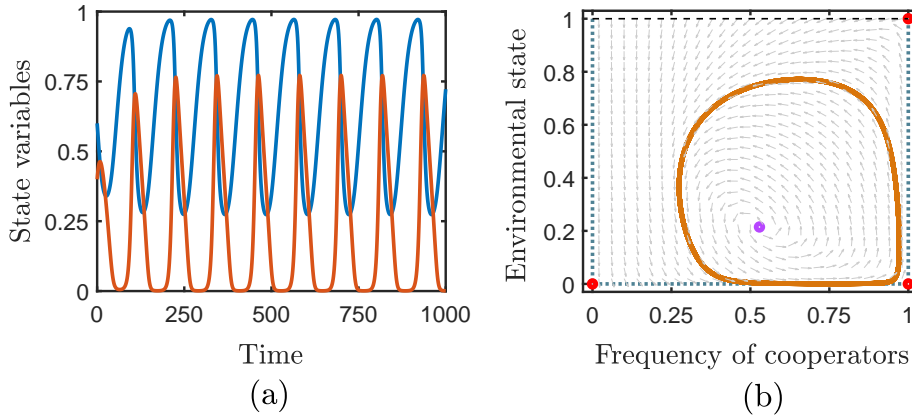 State variables
1
0.75
0.5
0.25
0
0 250 500 750 1000
Time
(a)
Environmental state
1
0.8
0.6
0.4
0.2
0
0 0.25 0.5 0.75 1
Frequency of cooperators
(b)